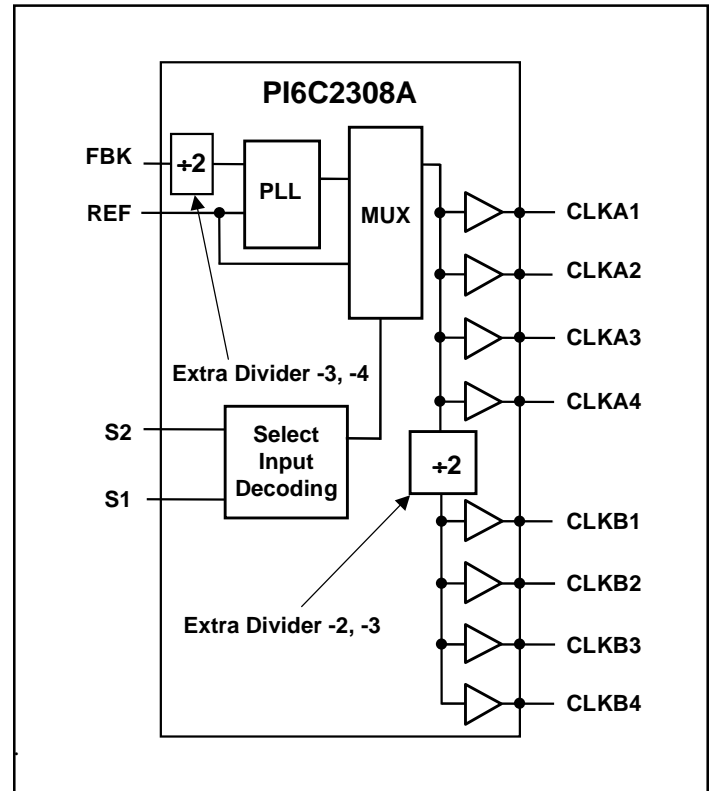 PI6C2308A
FBK
÷2
REF
PLL
MUX
CLKA1
CLKA2
CLKA3
CLKA4
Extra Divider -3, -4
S2
S1
Select
Input
Decoding
÷2
CLKB1
CLKB2
CLKB3
CLKB4
Extra Divider -2, -3